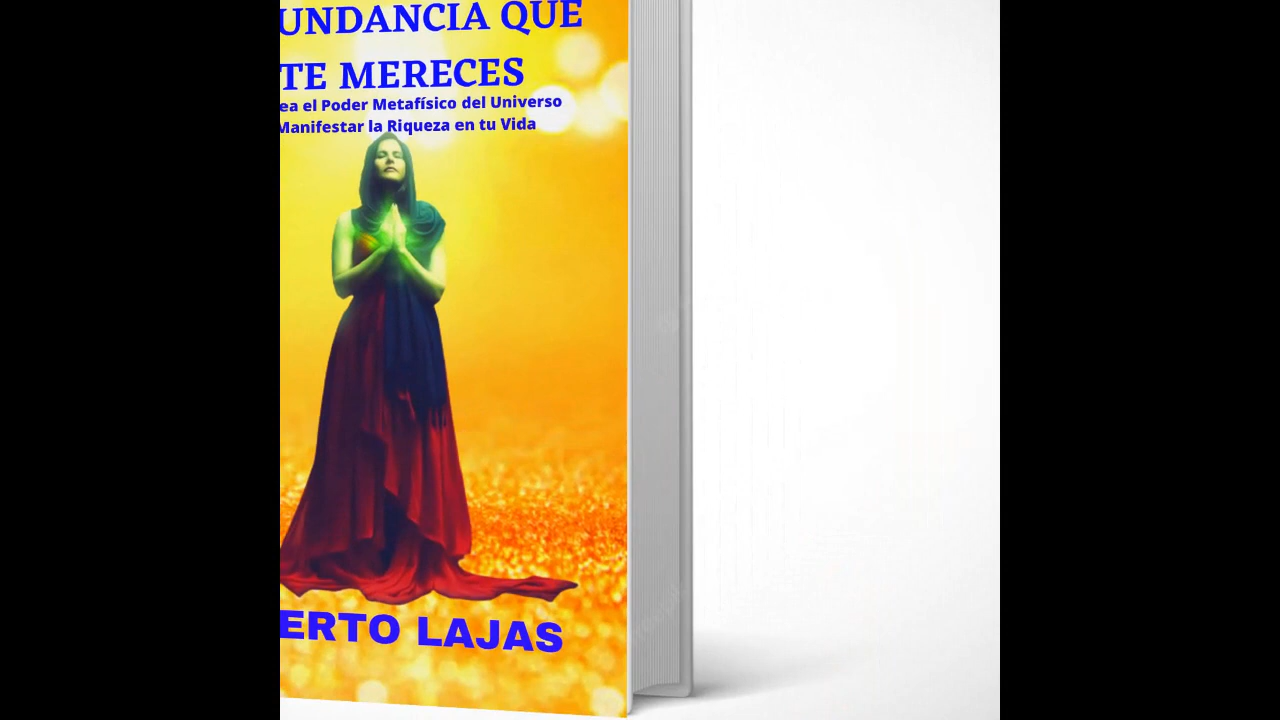 UNDANCIA QUE
TE MERECES
ea el Poder Metafísico del Universo
Manifestar la Riqueza en tu Vida
ERTO LAJAS